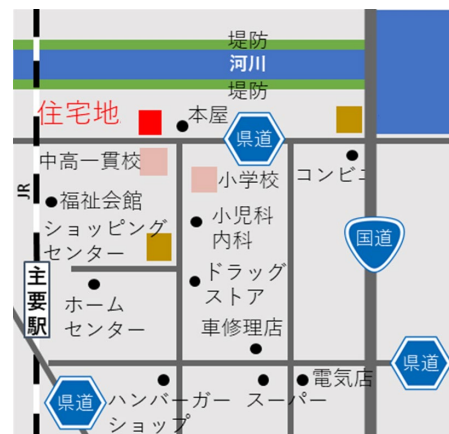 堤防
河川
堤防
住宅地
本屋
県道
中高一貫校
小学校
コンビニ
JR
福祉会館
小児科
内科
ショッピング
センター
国道
ドラッグ
ストア
主要駅
ホーム
センター
車修理店
県道
電気店
県道
ハンバーガー
ショップ
スーパー